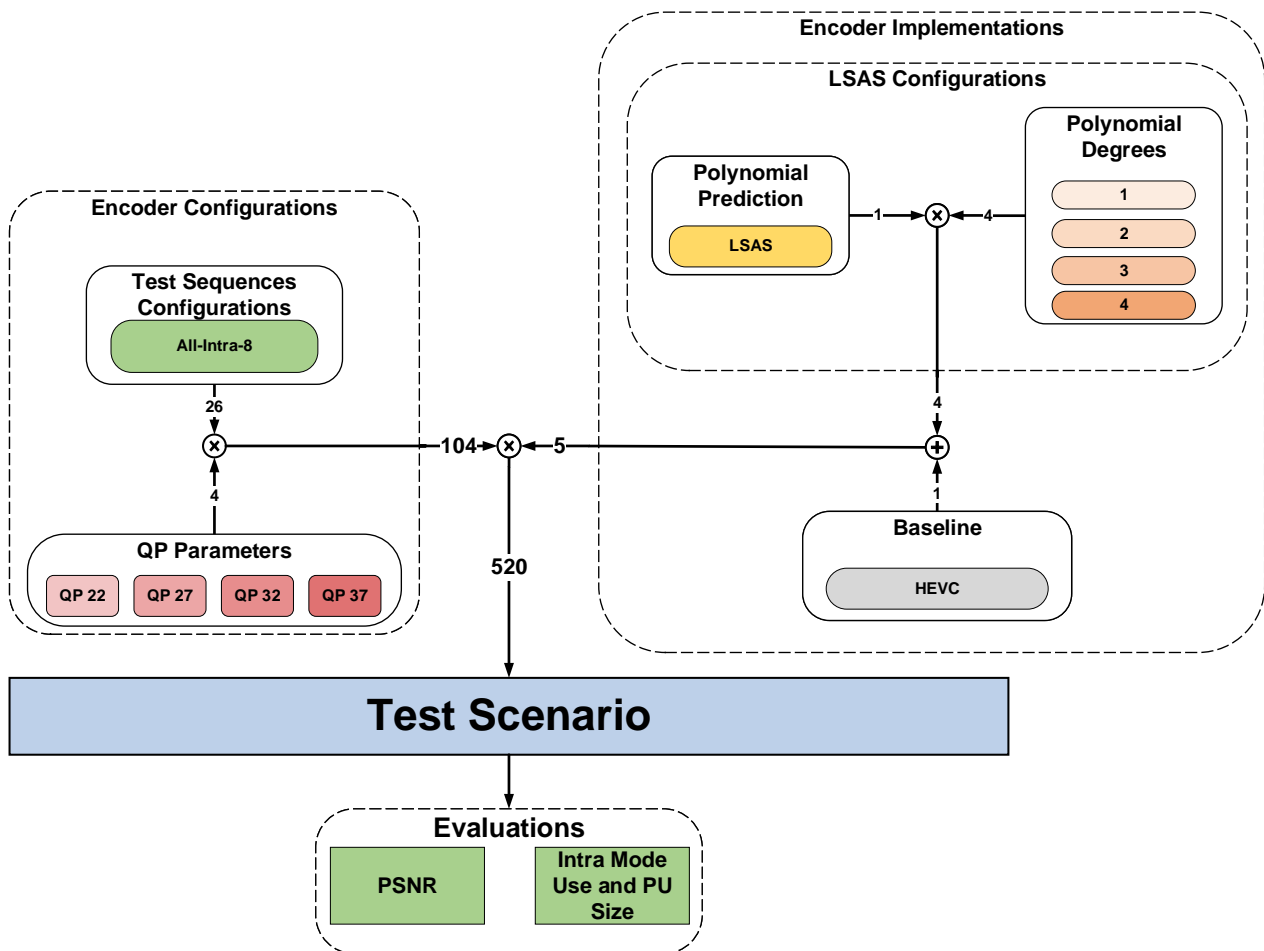 Encoder Implementations
LSAS Configurations
Polynomial
Degrees
1
2
3
4
Polynomial
Prediction
LSAS
1
×
4
Encoder Configurations
Test Sequences
Configurations
All-Intra-8
26
×
4
QP Parameters
QP 22
QP 27
QP 32
QP 37
104
×
5
4
+
1
Baseline
HEVC
520
Test Scenario
Evaluations
PSNR
Intra Mode
Use and PU
Size